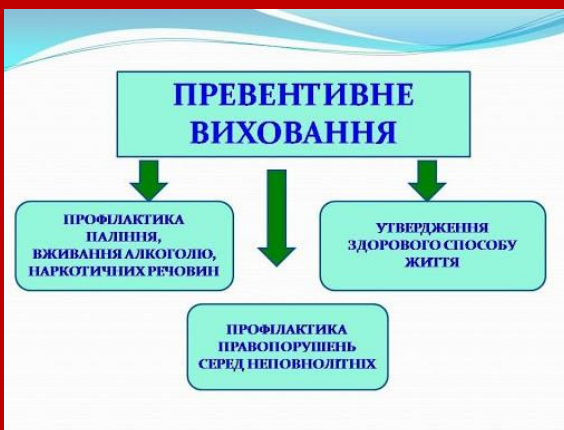 ПРЕВЕНТИВНЕ
ВИХОВАННЯ
ПРОФІЛАКТИКА
ПАЛІННЯ,
ВЖИВАННЯ АЛКОГОЛЮ,
НАРКОТИЧНИХ РЕЧОВИН
УТВЕРДЖЕННЯ
ЗДОРОВОГО СПОСОБУ
ЖИТТЯ
ПРОФІЛАКТИКА
ПРАВОПОРУШЕНЬ
СЕРЕД НЕПОВНОЛІТНІХ